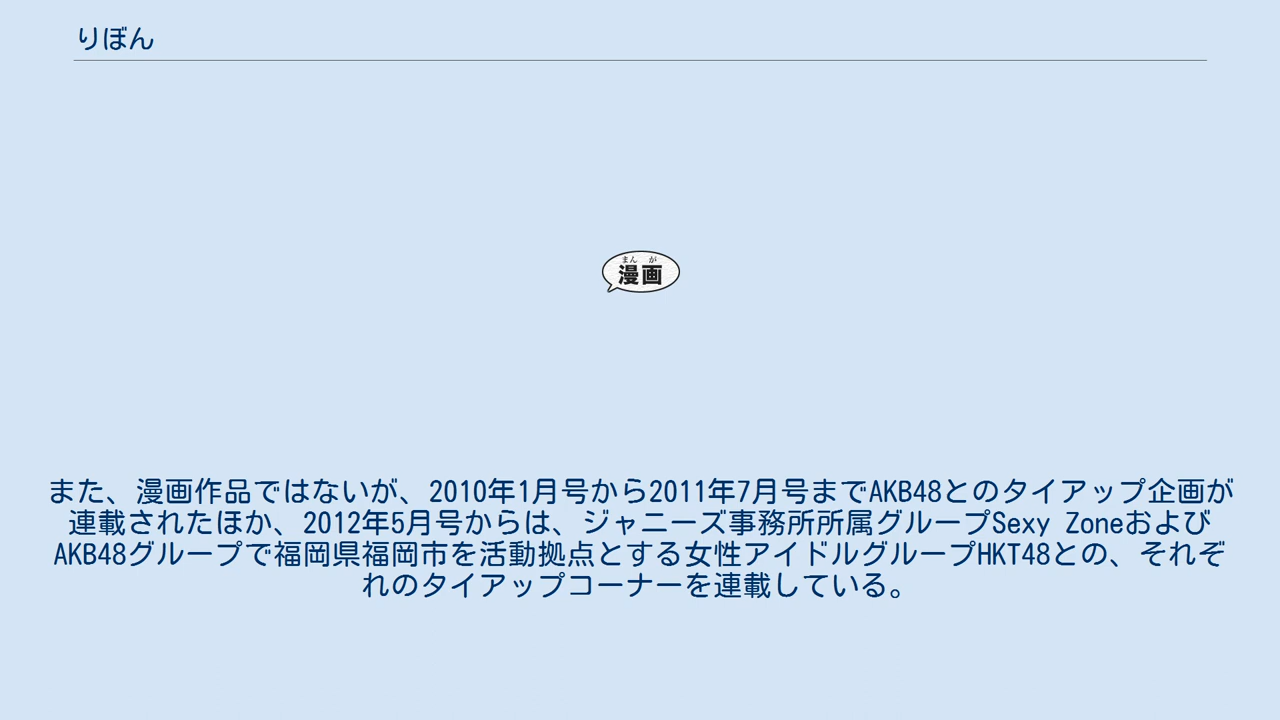 りぼん
まん が
漫画
また、漫画作品ではないが、2010年1月号から2011年7月号までAKB48とのタイアップ企画が
連載されたほか、2012年5月号からは、ジャニーズ事務所所属グループSexy Zoneおよび
AKB48グループで福岡県福岡市を活動拠点とする女性アイドルグループHKT48との、それぞ
れのタイアップコーナーを連載している。